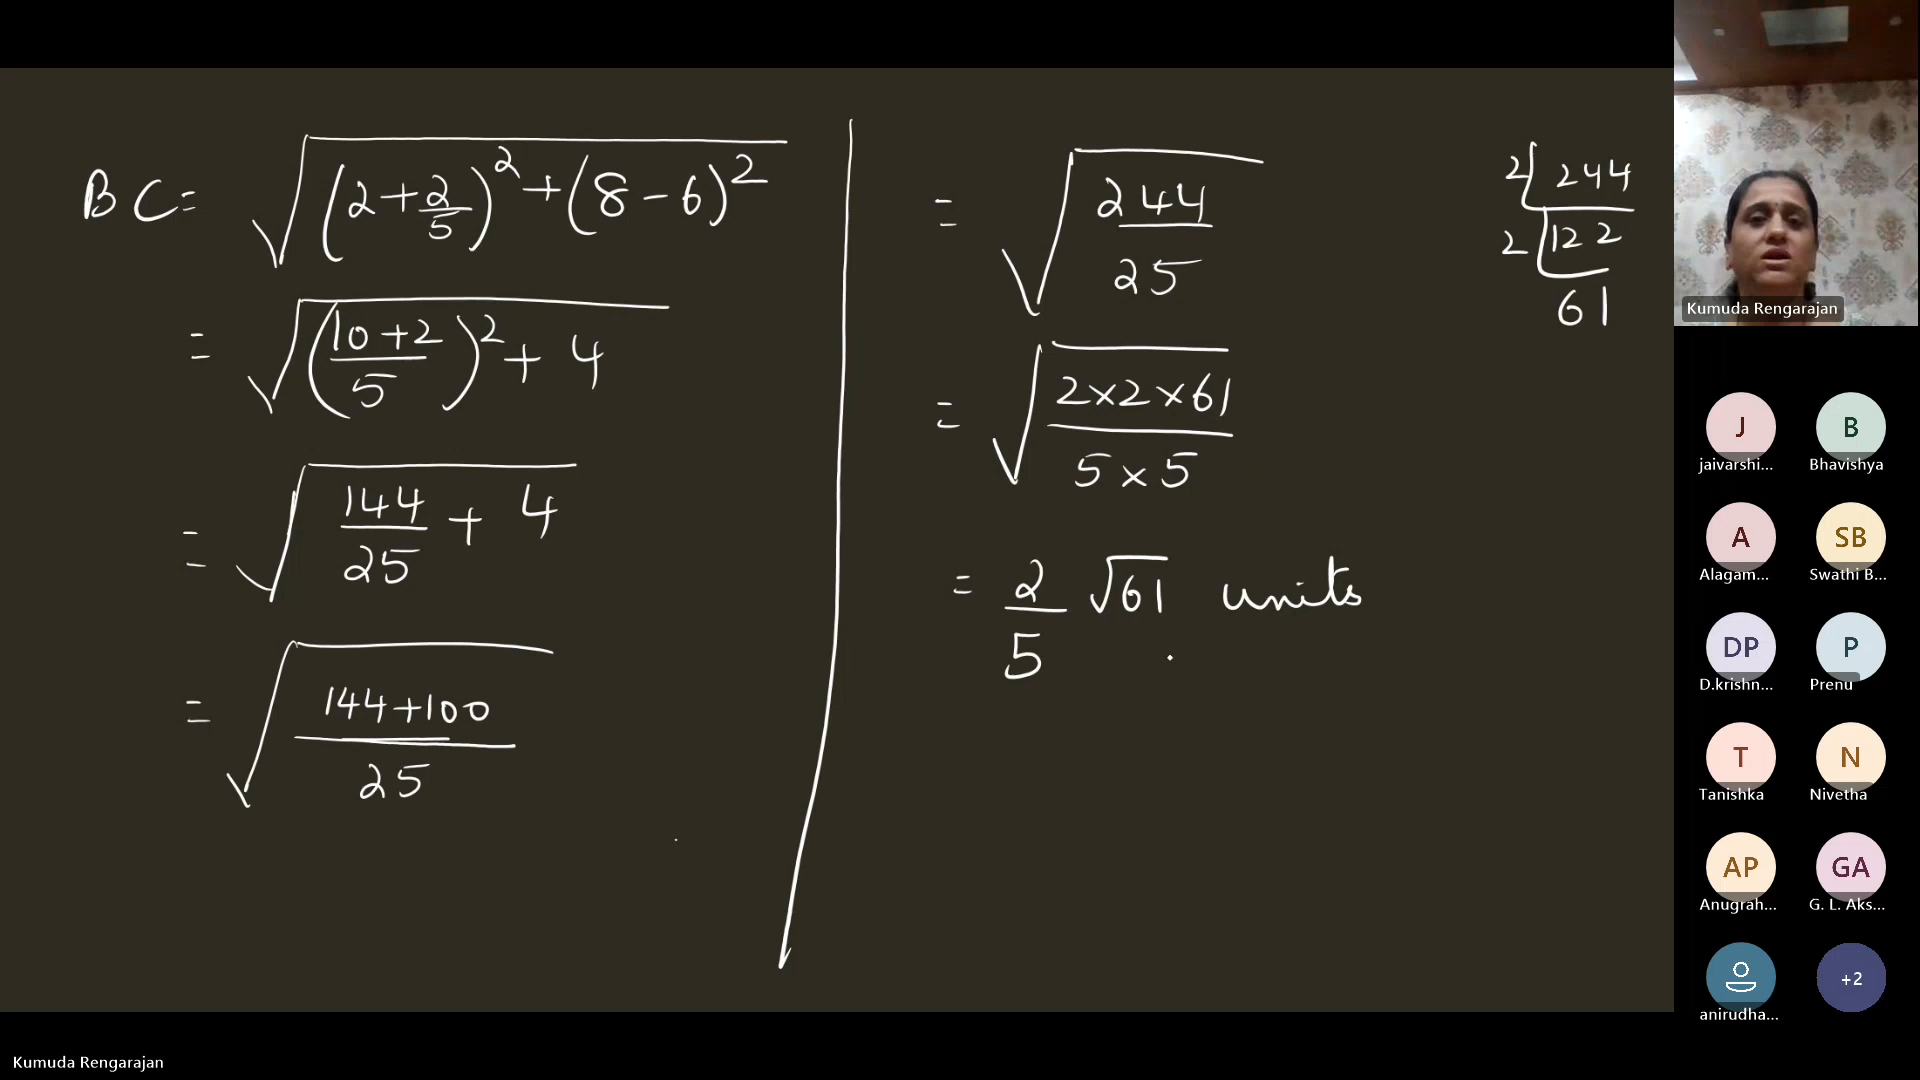 BC= √((2+2/5)²+(8-6)²)
= √(((10+2)/5)²+ 4)
= √(144/25 + 4)
= √((144+100)/25)
= √(244/25)
= √((2×2×61)/(5×5))
= 2/5 √61 units
2 244
2 122
61
Kumuda Rengarajan
J
B
jaivarshi...
Bhavishya
A
SB
Alagam...
Swathi B...
DP
P
D.krishn...
Prenu
T
N
Tanishka
Nivetha
AP
GA
Anugrah...
G. L. Aks...
+2
anirudha...
Kumuda Rengarajan